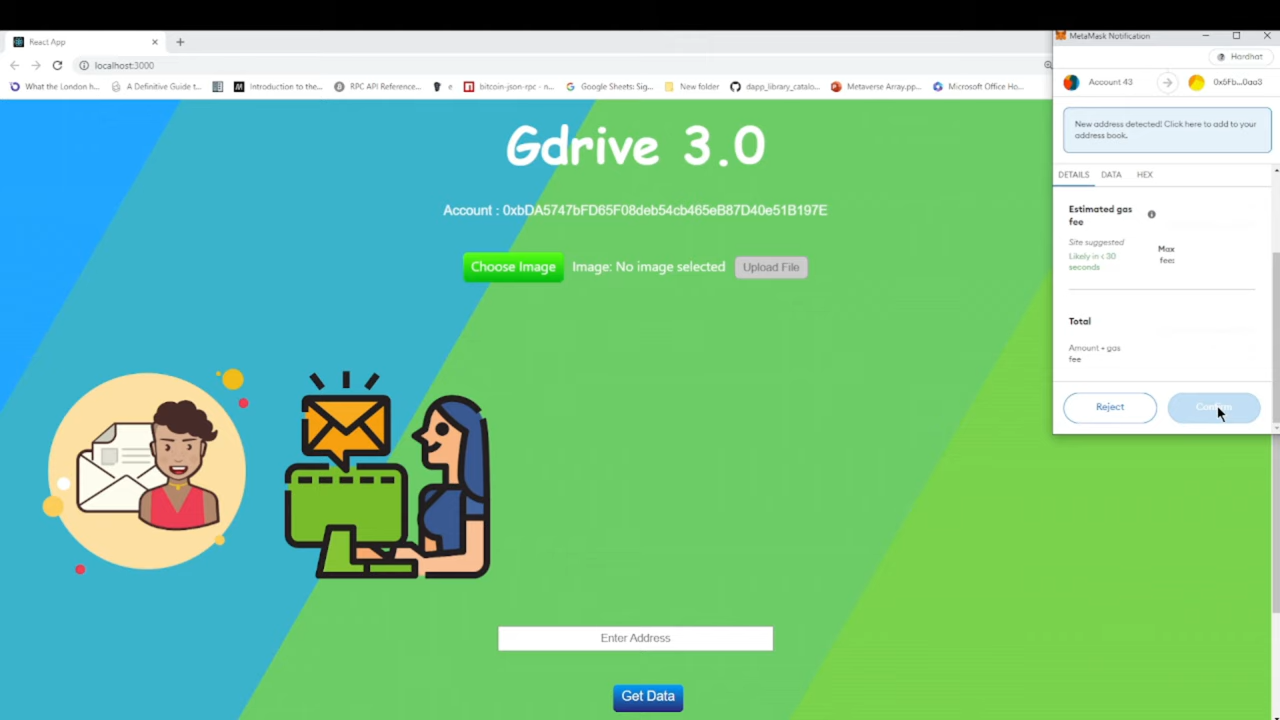 React App
localhost:3000
What the London h...
A Definitive Guide t...
Introduction to the...
RPC API Reference...
e
bitcoin-json-rpc - n...
Google Sheets: Sig...
New folder
dapp_library_catalo...
Metaverse Array.pp...
Microsoft Office Ho...
Gdrive 3.0
Account : 0xbDA5747bFD65F08deb54cb465eB87D40e51B197E
Choose Image
Image: No image selected
Upload File
Enter Address
Get Data
MetaMask Notification
Hardhat
Account 43
0x5Fb...0aa3
New address detected! Click here to add to your
address book.
DETAILS
DATA
HEX
Estimated gas
fee
Site suggested
Likely in < 30
seconds
Max
fee:
Total
Amount + gas
fee
Reject
Confirm